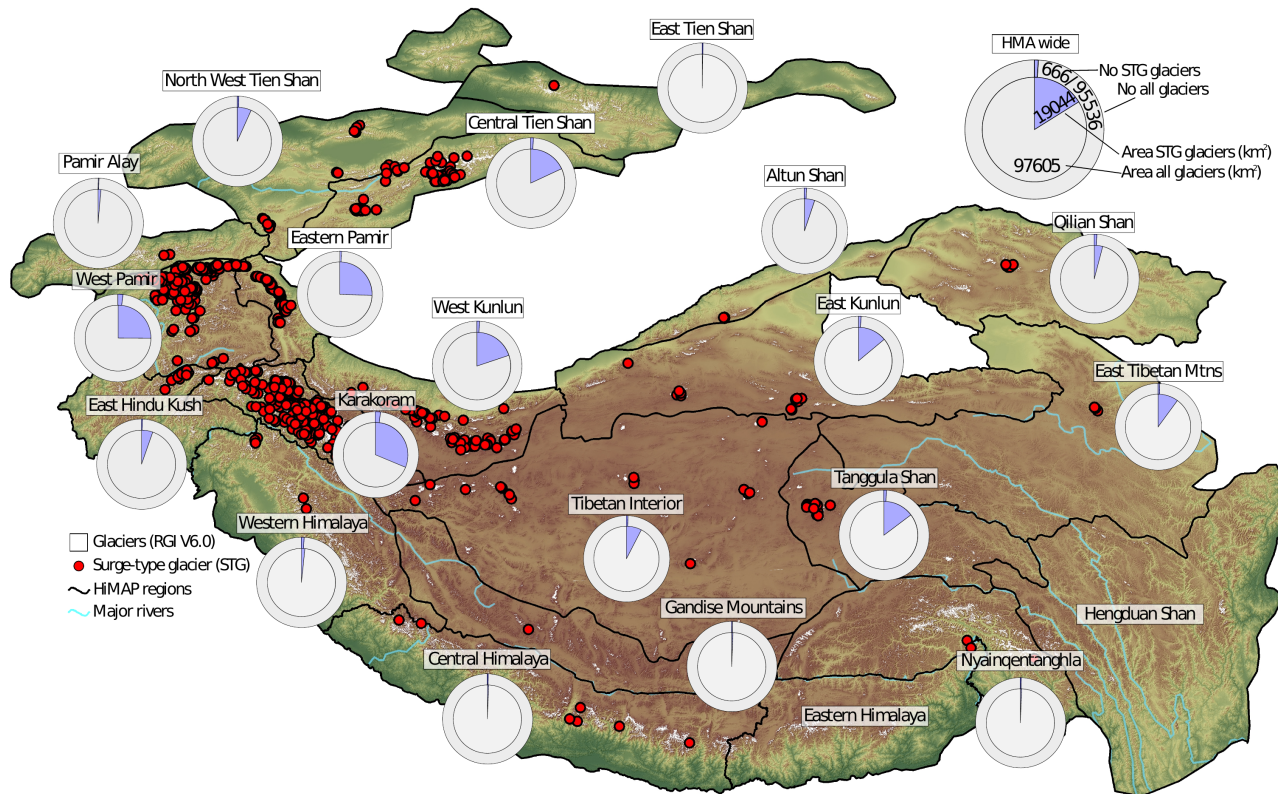 East Tien Shan
HMA wide
North West Tien Shan
666/95536
No STG glaciers
No all glaciers
19044
Central Tien Shan
Area STG glaciers (km²)
97605
Area all glaciers (km²)
Pamir Alay
Altun Shan
Qilian Shan
Eastern Pamir
West Pamir
West Kunlun
East Kunlun
East Tibetan Mtns
East Hindu Kush
Karakoram
Tanggula Shan
Tibetan Interior
Western Himalaya
Glaciers (RGI V6.0)
Surge-type glacier (STG)
HiMAP regions
Major rivers
Gandise Mountains
Hengduan Shan
Central Himalaya
Nyainqentanghla
Eastern Himalaya